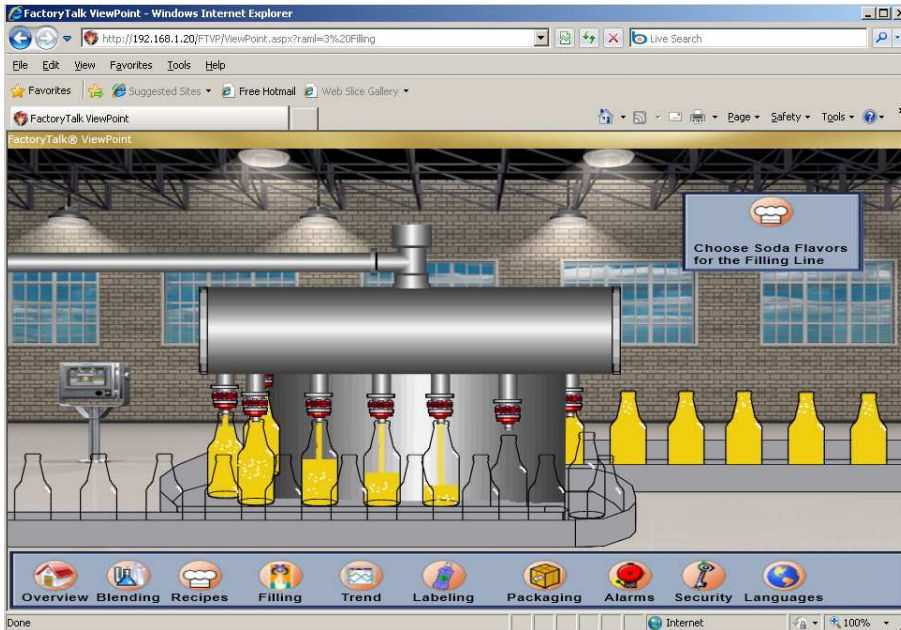 FactoryTalk ViewPoint - Windows Internet Explorer
http://192.168.1.20/FTVP/ViewPoint.aspx?raml=3%20Filling
Live Search
File Edit View Favorites Tools Help
Favorites Suggested Sites Free Hotmail Web Slice Gallery
FactoryTalk ViewPoint
Page Safety Tools
FactoryTalk® ViewPoint
Choose Soda Flavors
for the Filling Line
Overview Blending Recipes Filling Trend Labeling Packaging Alarms Security Languages
Done Internet 100%